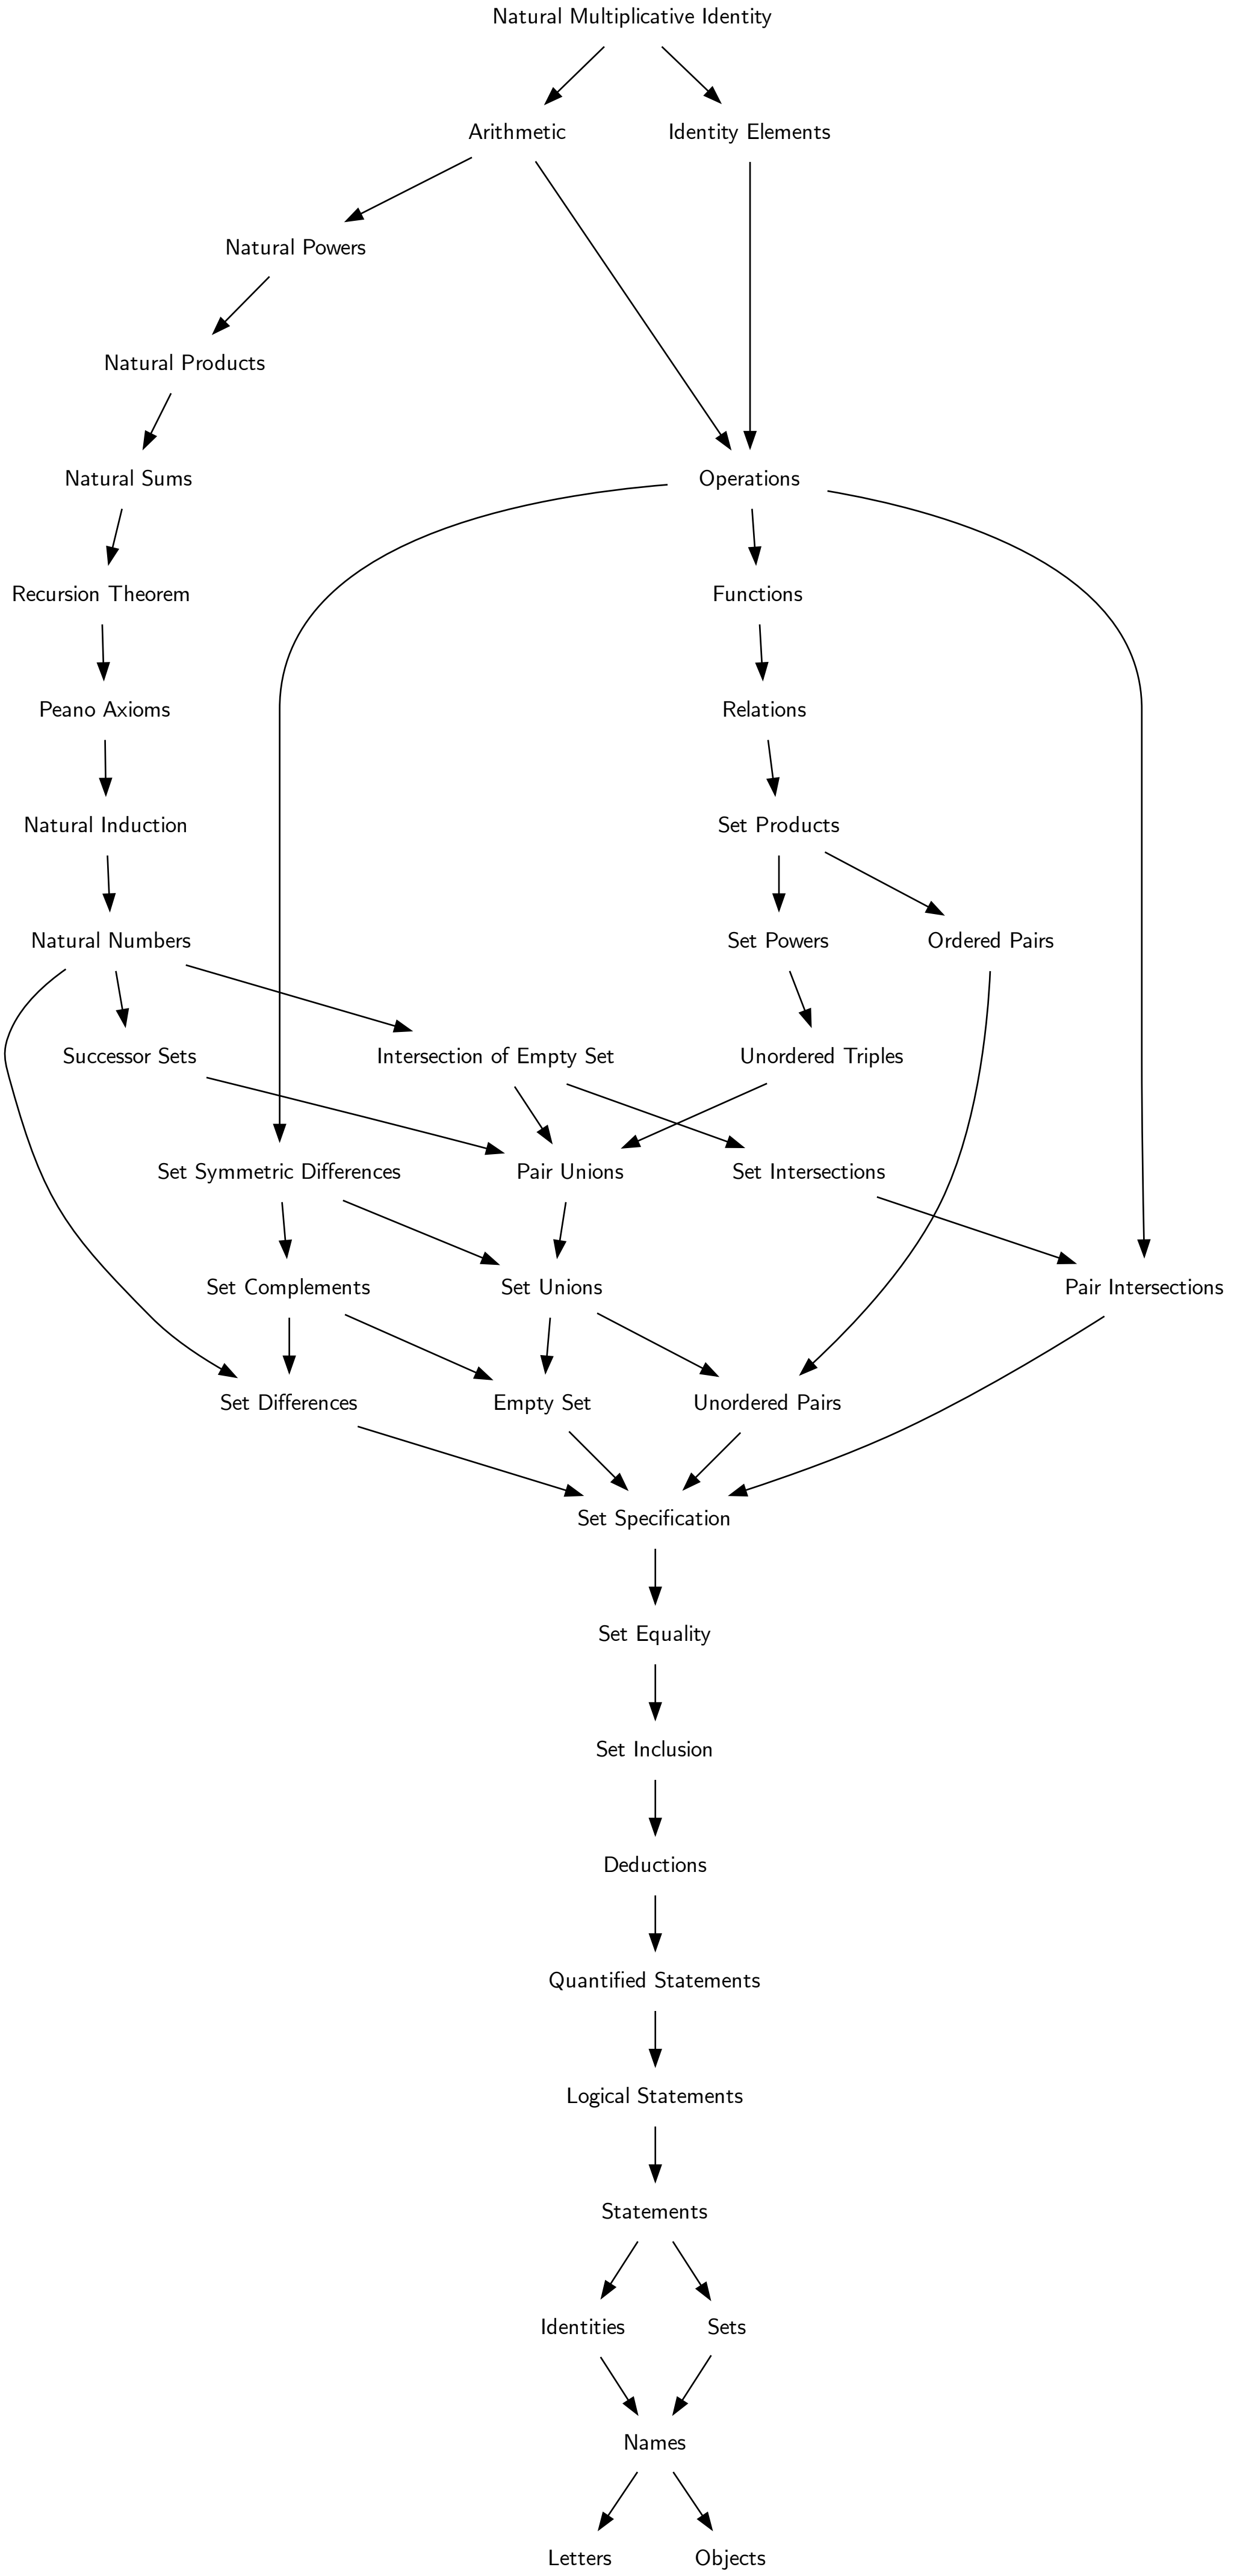 Natural Multiplicative Identity
Arithmetic
Identity Elements
Natural Powers
Natural Products
Natural Sums
Operations
Recursion Theorem
Functions
Peano Axioms
Relations
Natural Induction
Set Products
Natural Numbers
Set Powers
Ordered Pairs
Successor Sets
Intersection of Empty Set
Unordered Triples
Set Symmetric Differences
Pair Unions
Set Intersections
Set Complements
Set Unions
Pair Intersections
Set Differences
Empty Set
Unordered Pairs
Set Specification
Set Equality
Set Inclusion
Deductions
Quantified Statements
Logical Statements
Statements
Identities
Sets
Names
Letters
Objects